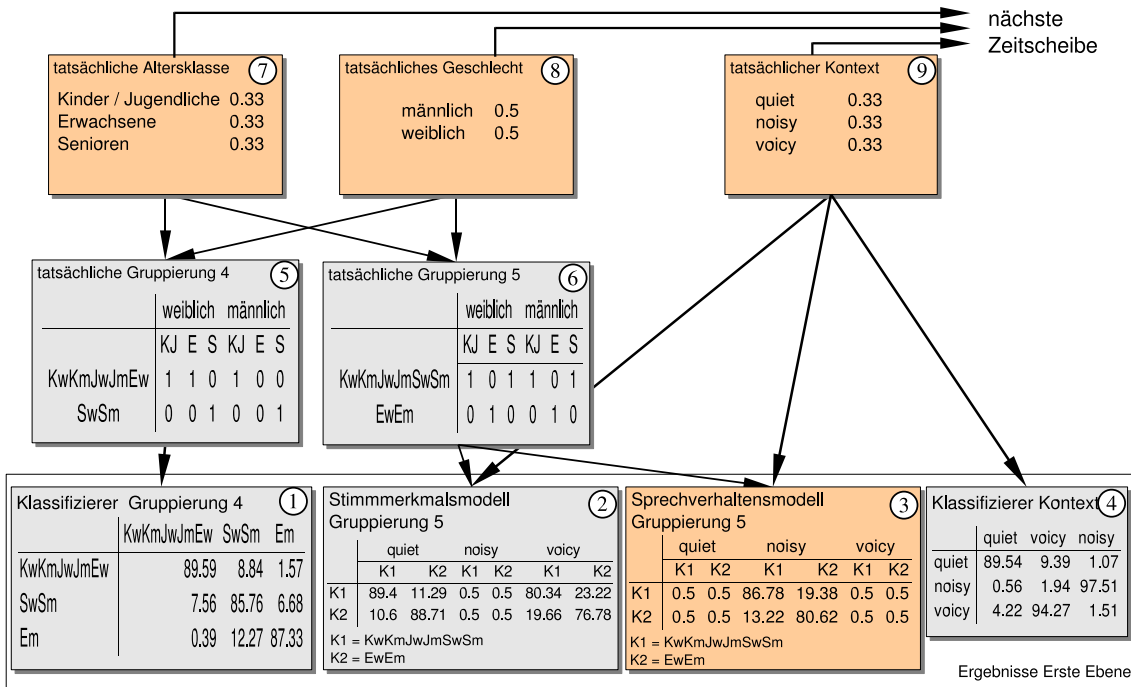 nächste
Zeitscheibe
tatsächliche Altersklasse 7
Kinder / Jugendliche 0.33
Erwachsene 0.33
Senioren 0.33
tatsächliches Geschlecht 8
männlich 0.5
weiblich 0.5
tatsächlicher Kontext 9
quiet 0.33
noisy 0.33
voicy 0.33
tatsächliche Gruppierung 4 5
weiblich männlich
KJ E S KJ E S
KwKmJwJmEw 1 1 0 1 0 0
SwSm 0 0 1 0 0 1
tatsächliche Gruppierung 5 6
weiblich männlich
KJ E S KJ E S
KwKmJwJmSwSm 1 0 1 1 0 1
EwEm 0 1 0 0 1 0
Klassifizierer Gruppierung 4 1
KwKmJwJmEw SwSm Em
KwKmJwJmEw 89.59 8.84 1.57
SwSm 7.56 85.76 6.68
Em 0.39 12.27 87.33
Stimmmerkmalsmodell 2
Gruppierung 5
quiet noisy voicy
K1 K2 K1 K2 K1 K2
K1 89.4 11.29 0.5 0.5 80.34 23.22
K2 10.6 88.71 0.5 0.5 19.66 76.78
K1 = KwKmJwJmSwSm
K2 = EwEm
Sprechverhaltensmodell 3
Gruppierung 5
quiet noisy voicy
K1 K2 K1 K2 K1 K2
K1 0.5 0.5 86.78 19.38 0.5 0.5
K2 0.5 0.5 13.22 80.62 0.5 0.5
K1 = KwKmJwJmSwSm
K2 = EwEm
Klassifizierer Kontext 4
quiet voicy noisy
quiet 89.54 9.39 1.07
noisy 0.56 1.94 97.51
voicy 4.22 94.27 1.51
Ergebnisse Erste Ebene